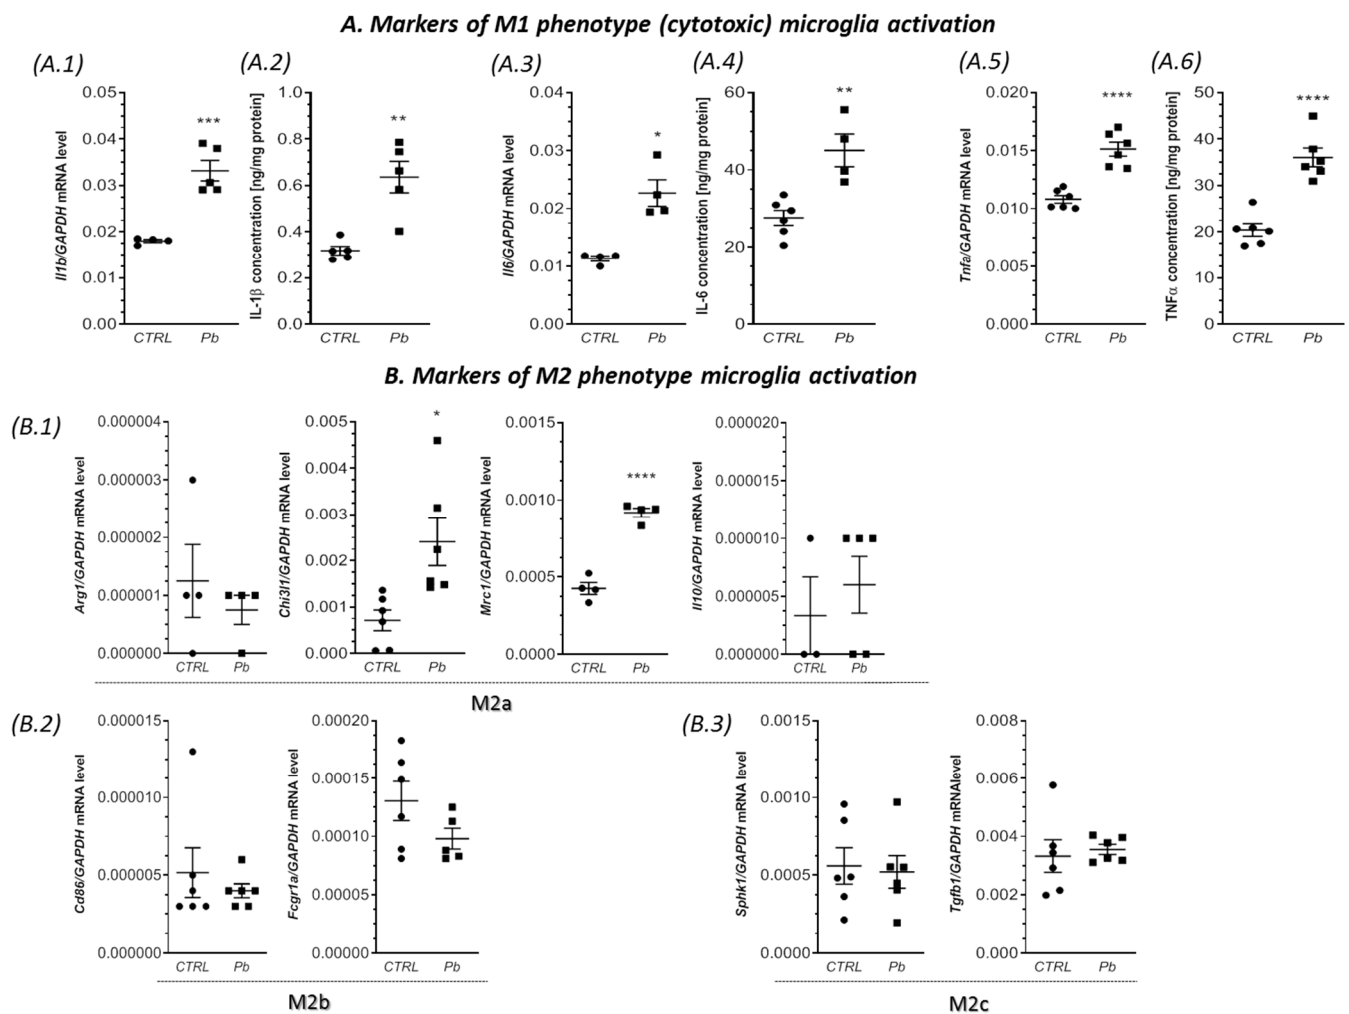 A. Markers of M1 phenotype (cytotoxic) microglia activation
(A.1)
Il1b/GAPDH mRNA level
0.05
0.04
0.03
0.02
0.01
0.00
***
CTRL Pb
(A.2)
IL-1β concentration [ng/mg protein]
1.0
0.8
0.6
0.4
0.2
0.0
**
CTRL Pb
(A.3)
Il6/GAPDH mRNA level
0.04
0.03
0.02
0.01
0.00
*
CTRL Pb
(A.4)
IL-6 concentration [ng/mg protein]
60
40
20
0
**
CTRL Pb
(A.5)
Tnfa/GAPDH mRNA level
0.020
0.015
0.010
0.005
0.000
****
CTRL Pb
(A.6)
TNFα concentration [ng/mg protein]
50
40
30
20
10
0
****
CTRL Pb
B. Markers of M2 phenotype microglia activation
(B.1)
Arg1/GAPDH mRNA level
0.000004
0.000003
0.000002
0.000001
0.000000
CTRL Pb
Chi3l1/GAPDH mRNA level
0.005
0.004
0.003
0.002
0.001
0.000
*
CTRL Pb
Mrc1/GAPDH mRNA level
0.0015
0.0010
0.0005
0.0000
****
CTRL Pb
Il10/GAPDH mRNA level
0.000020
0.000015
0.000010
0.000005
0.000000
CTRL Pb
M2a
(B.2)
Cd86/GAPDH mRNA level
0.000015
0.000010
0.000005
0.000000
CTRL Pb
Fcgr1a/GAPDH mRNA level
0.00020
0.00015
0.00010
0.00005
0.00000
CTRL Pb
M2b
(B.3)
Sphk1/GAPDH mRNA level
0.0015
0.0010
0.0005
0.0000
CTRL Pb
Tgfb1/GAPDH mRNAlevel
0.008
0.006
0.004
0.002
0.000
CTRL Pb
M2c